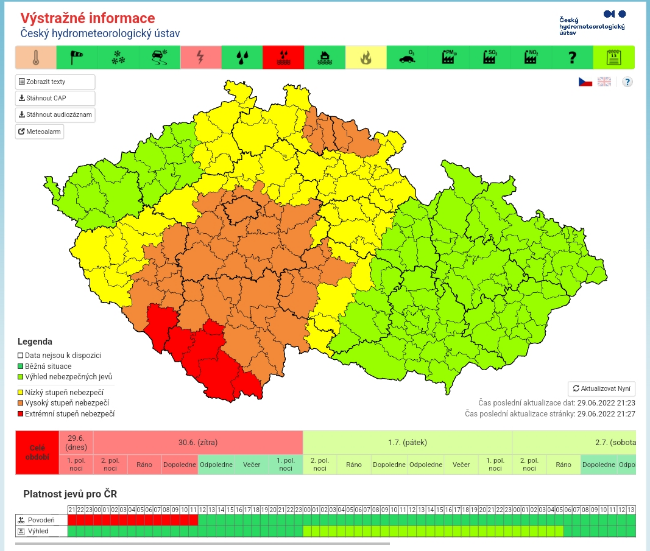 Výstražné informace
Český hydrometeorologický ústav
Český
hydrometeorologický
ústav
O₃
PM₁₀
SO₂
NO₂
?
Zobrazit texty
Stáhnout CAP
Stáhnout audiozáznam
Meteoalarm
?
Legenda
Data nejsou k dispozici
Běžná situace
Výhled nebezpečných jevů
Nízký stupeň nebezpečí
Vysoký stupeň nebezpečí
Extrémní stupeň nebezpečí
Aktualizovat Nyní
Čas poslední aktualizace dat: 29.06.2022 21:23
Čas poslední aktualizace stránky: 29.06.2022 21:27
Celé období
29.6. (dnes) 30.6. (zítra) 1.7. (pátek) 2.7. (sobota
1. pol. noci 2. pol. noci Ráno Dopoledne Odpoledne Večer 1. pol. noci 2. pol. noci Ráno Dopoledne Odpoledne Večer 1. pol. noci 2. pol. noci Ráno Dopoledne Odpo
Platnost jevů pro ČR
21 22 23 00 01 02 03 04 05 06 07 08 09 10 11 12 13 14 15 16 17 18 19 20 21 22 23 00 01 02 03 04 05 06 07 08 09 10 11 12 13 14 15 16 17 18 19 20 21 22 23 00 01 02 03 04 05 06 07 08 09 10 11 12 13
Povodeň
Výhled